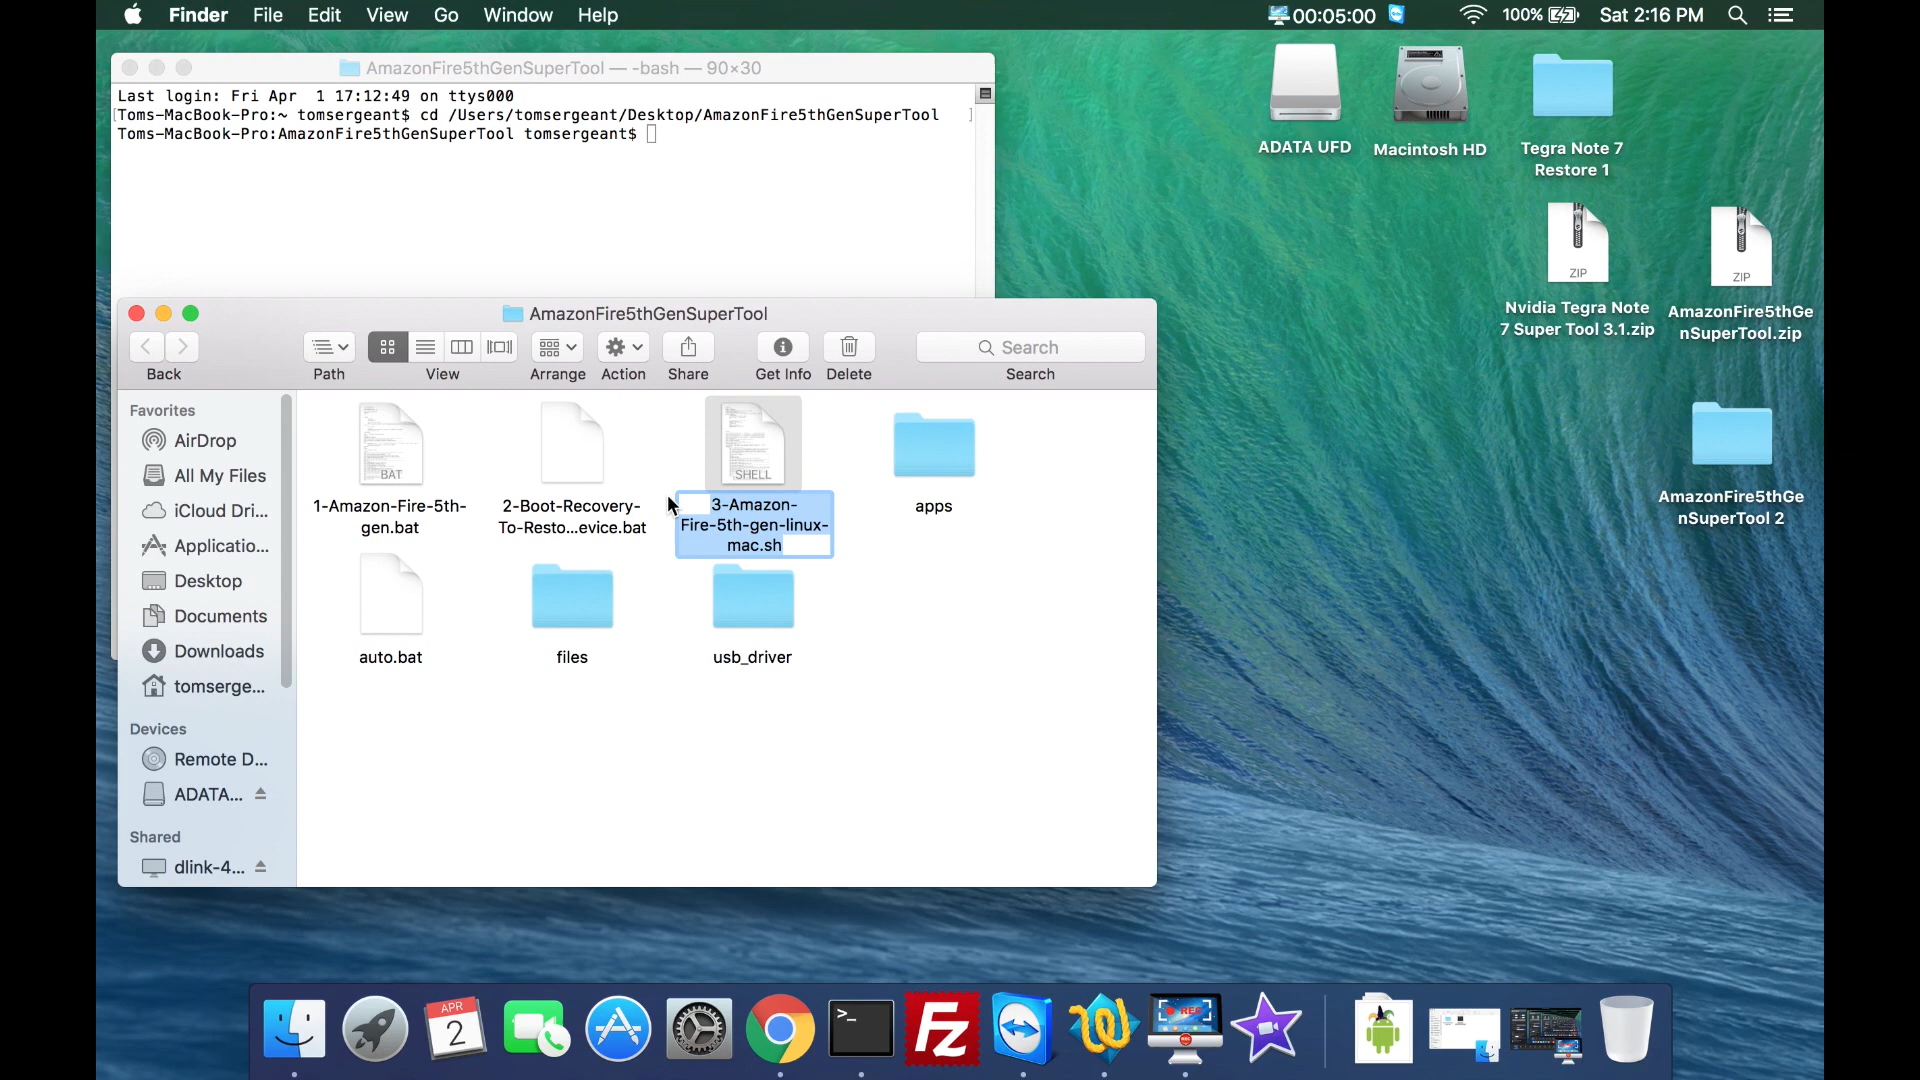 Finder File Edit View Go Window Help
00:05:00 100% Sat 2:16 PM
AmazonFire5thGenSuperTool — -bash — 90×30
Last login: Fri Apr  1 17:12:49 on ttys000
[Toms-MacBook-Pro:~ tomsergeant$ cd /Users/tomsergeant/Desktop/AmazonFire5thGenSuperTool ]
Toms-MacBook-Pro:AmazonFire5thGenSuperTool tomsergeant$
ADATA UFD
Macintosh HD
Tegra Note 7
Restore 1
ZIP
Nvidia Tegra Note
7 Super Tool 3.1.zip
ZIP
AmazonFire5thGe
nSuperTool.zip
AmazonFire5thGe
nSuperTool 2
AmazonFire5thGenSuperTool
Search
Back Path View Arrange Action Share Get Info Delete Search
Favorites
AirDrop
All My Files
iCloud Dri...
Applicatio...
Desktop
Documents
Downloads
tomserge...
Devices
Remote D...
ADATA...
Shared
dlink-4...
BAT
1-Amazon-Fire-5th-
gen.bat
2-Boot-Recovery-
To-Resto...evice.bat
SHELL
3-Amazon-
Fire-5th-gen-linux-
mac.sh
apps
auto.bat
files
usb_driver
APR
2
>_
Fz
REC